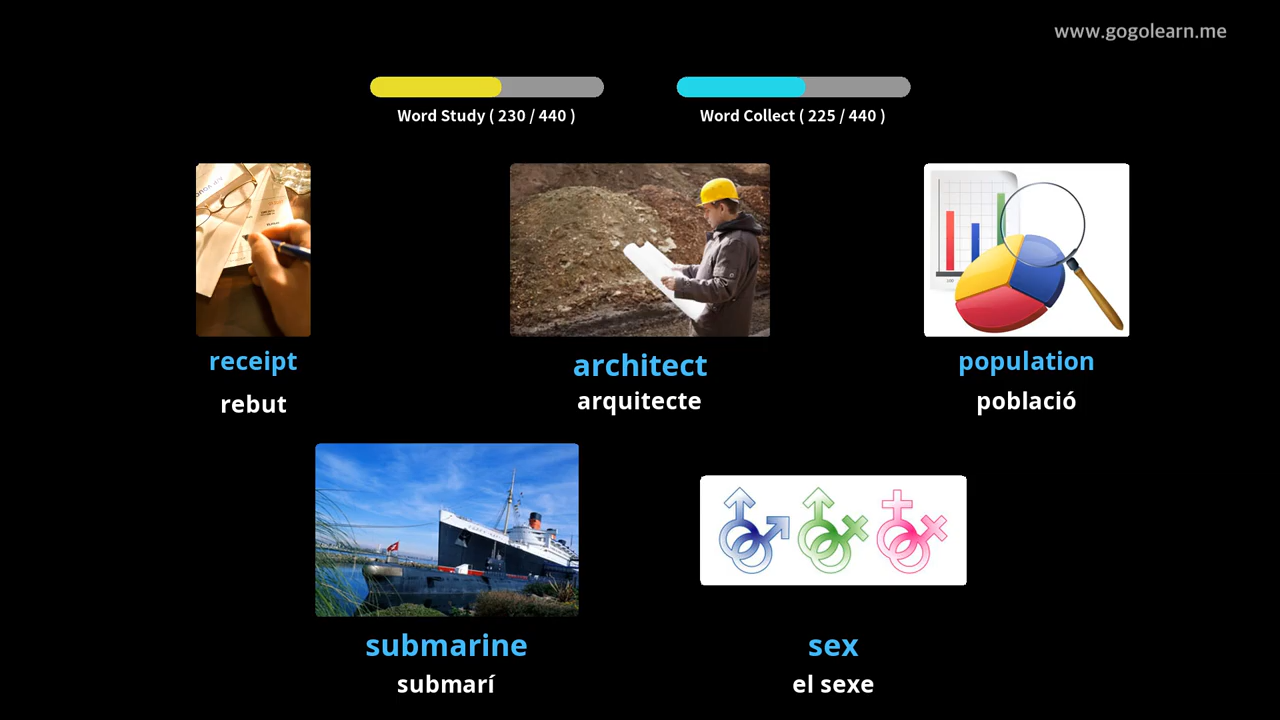 www.gogolearn.me
Word Study ( 230 / 440 )
Word Collect ( 225 / 440 )
receipt
rebut
architect
arquitecte
population
població
submarine
submarí
sex
el sexe